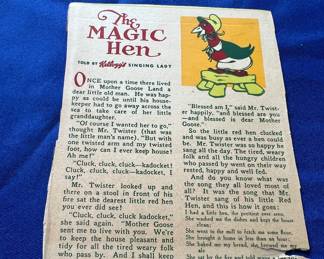 The
MAGIC
Hen
TOLD BY Kellogg's SINGING LADY
ONCE upon a time there lived
in Mother Goose Land a
dear little old man. He was hap-
py as could be until his house-
keeper had to go away across the
sea to take care of her little
granddaughter.
"Of course I wanted her to go,"
thought Mr. Twister (that was
the little man's name). "But with
one twisted arm and my twisted
foot, how can I ever keep house?
Ah me!"
"Cluck, cluck, cluck—kadocket!
Cluck, cluck, cluck, I say, I say, I
say!"
Mr. Twister looked up and
there on a stool in front of his
fire sat the dearest little red hen
you ever did see!
"Cluck, cluck, cluck kadocket,"
she said again. "Mother Goose
sent me to live with you. We're
to keep the house pleasant and
tidy for all the tired weary folk
who pass by. And I shall keep
"Blessed am I," said Mr. Twist-
er happily, "and blessed are you
—and blessed is dear Mother
Goose."
So the little red hen clucked
and was busy as ever a hen could
be. Mr. Twister was so happy he
sang all the day. The tired, weary
folk and all the hungry children
who passed by went on their way
rested, happy and well fed.
And do you know what was
the song they all loved most of
all? It was the song that Mr.
Twister sang of his little Red
Hen, and this is how it goes:
I had a little hen, the prettiest ever seen,
She washed me the dishes and kept the house
clean;
She went to the mill to fetch me some flour,
She brought it home in less than an hour;
She baked me my bread, she brewed me my
ale,
She sat by the fire and told many a